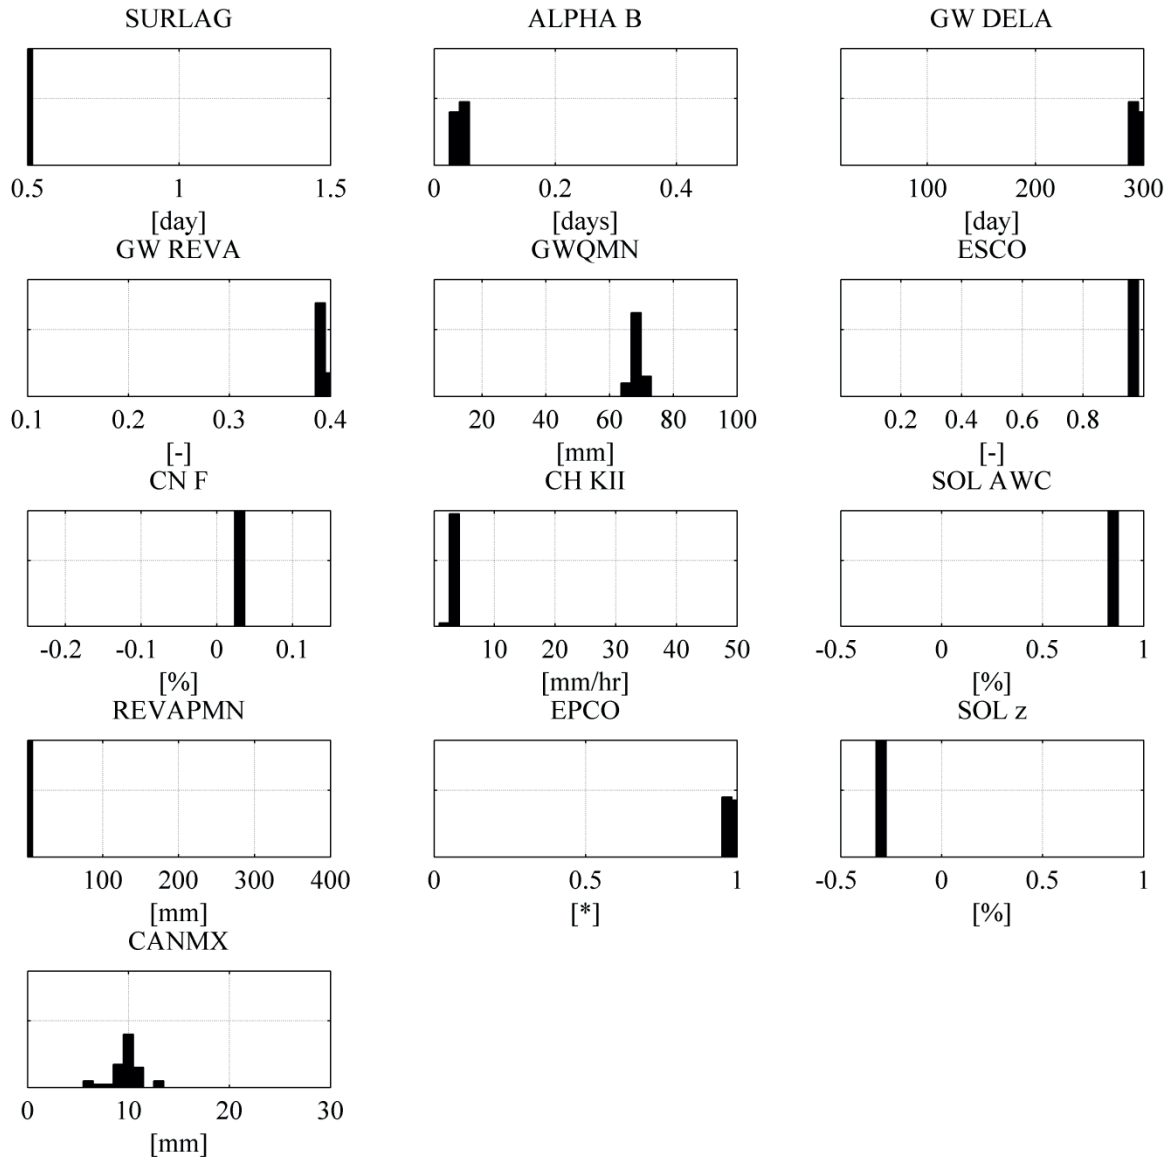 SURLAG
ALPHA B
GW DELA
0.5 1 1.5
0 0.2 0.4
100 200 300
[day]
[days]
[day]
GW REVA
GWQMN
ESCO
0.1 0.2 0.3 0.4
20 40 60 80 100
0.2 0.4 0.6 0.8
[-]
[mm]
[-]
CN F
CH KII
SOL AWC
-0.2 -0.1 0 0.1
10 20 30 40 50
-0.5 0 0.5 1
[%]
[mm/hr]
[%]
REVAPMN
EPCO
SOL z
100 200 300 400
0 0.5 1
-0.5 0 0.5 1
[mm]
[*]
[%]
CANMX
0 10 20 30
[mm]